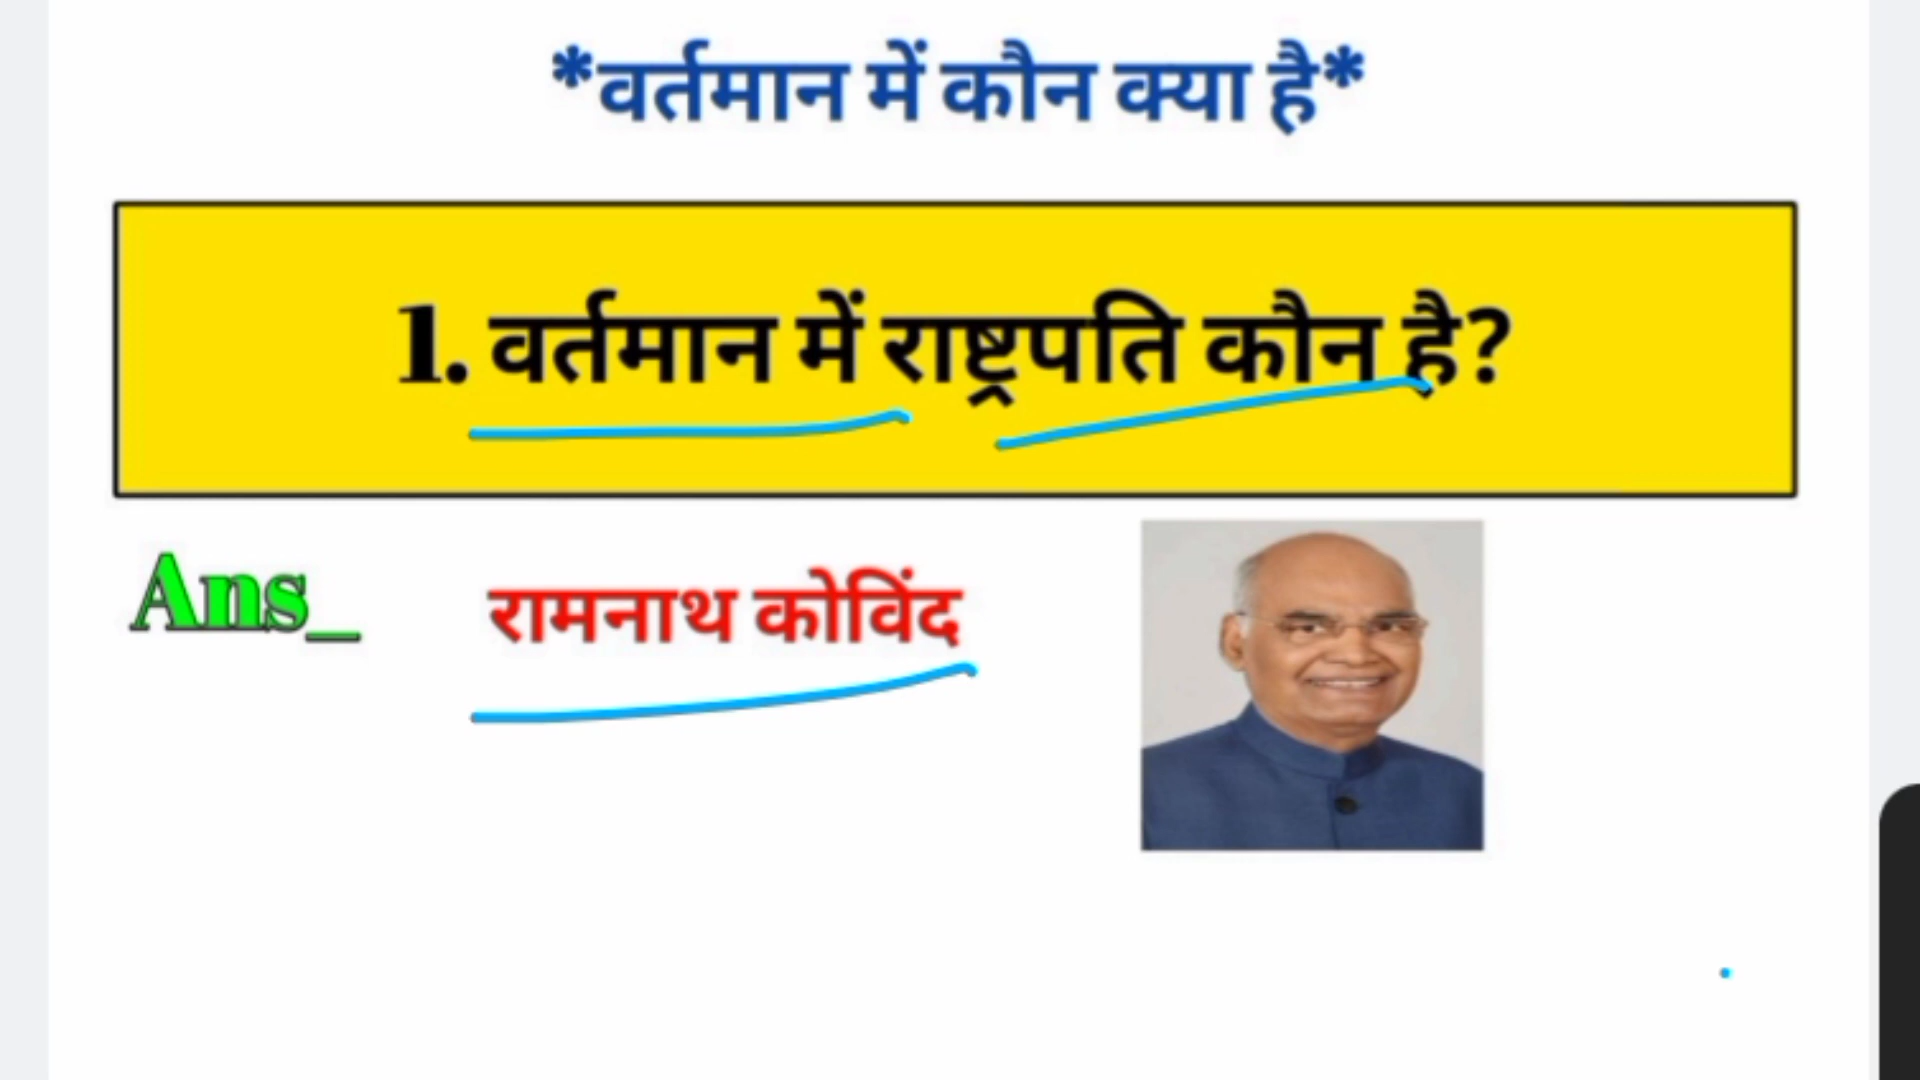 *वर्तमान में कौन क्या है*
1. वर्तमान में राष्ट्रपति कौन है?
Ans_ रामनाथ कोविंद